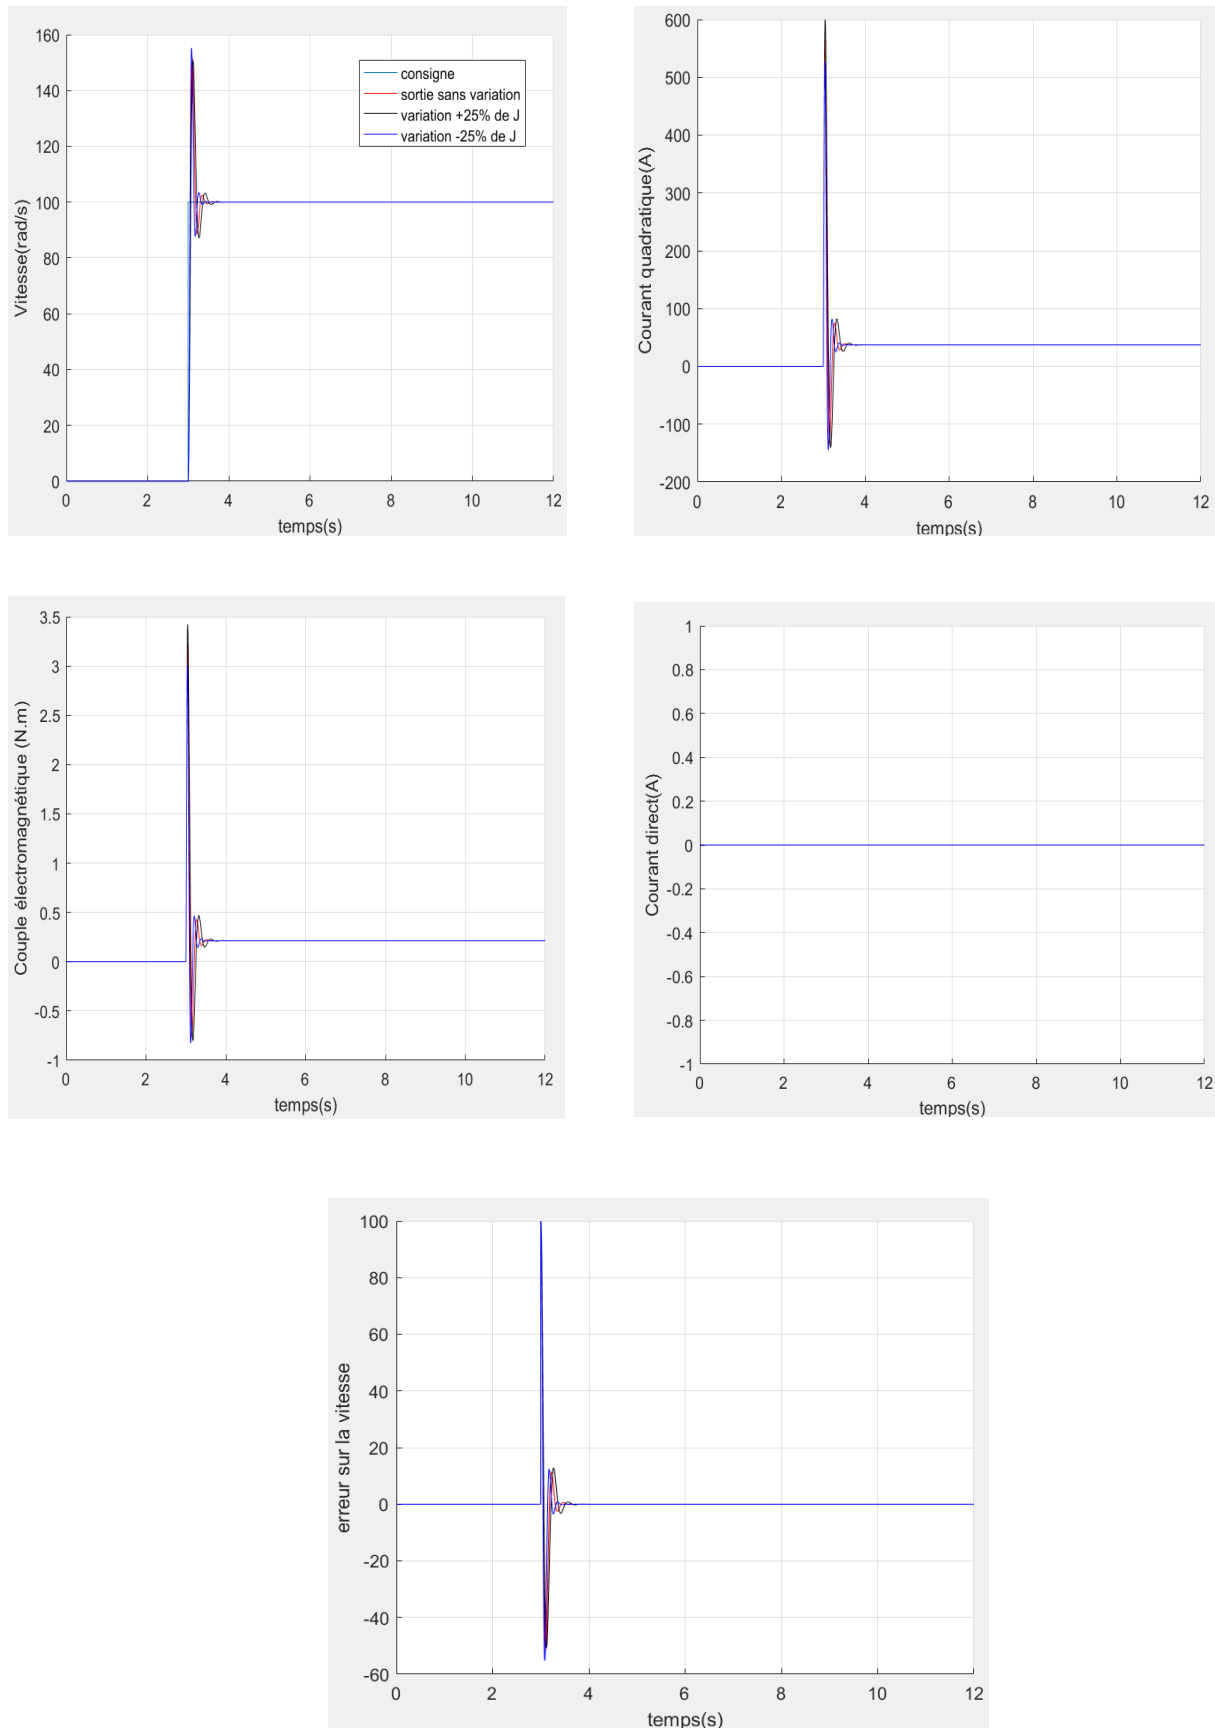 160
140
120
100
80
60
40
20
0
Vitesse(rad/s)
consigne
sortie sans variation
variation +25% de J
variation -25% de J
0 2 4 6 8 10 12
temps(s)
600
500
400
300
200
100
0
-100
-200
Courant quadratique(A)
0 2 4 6 8 10 12
temps(s)
3.5
3
2.5
2
1.5
1
0.5
0
-0.5
-1
Couple électromagnétique (N.m)
0 2 4 6 8 10 12
temps(s)
1
0.8
0.6
0.4
0.2
0
-0.2
-0.4
-0.6
-0.8
-1
Courant direct(A)
0 2 4 6 8 10 12
temps(s)
100
80
60
40
20
0
-20
-40
-60
erreur sur la vitesse
0 2 4 6 8 10 12
temps(s)